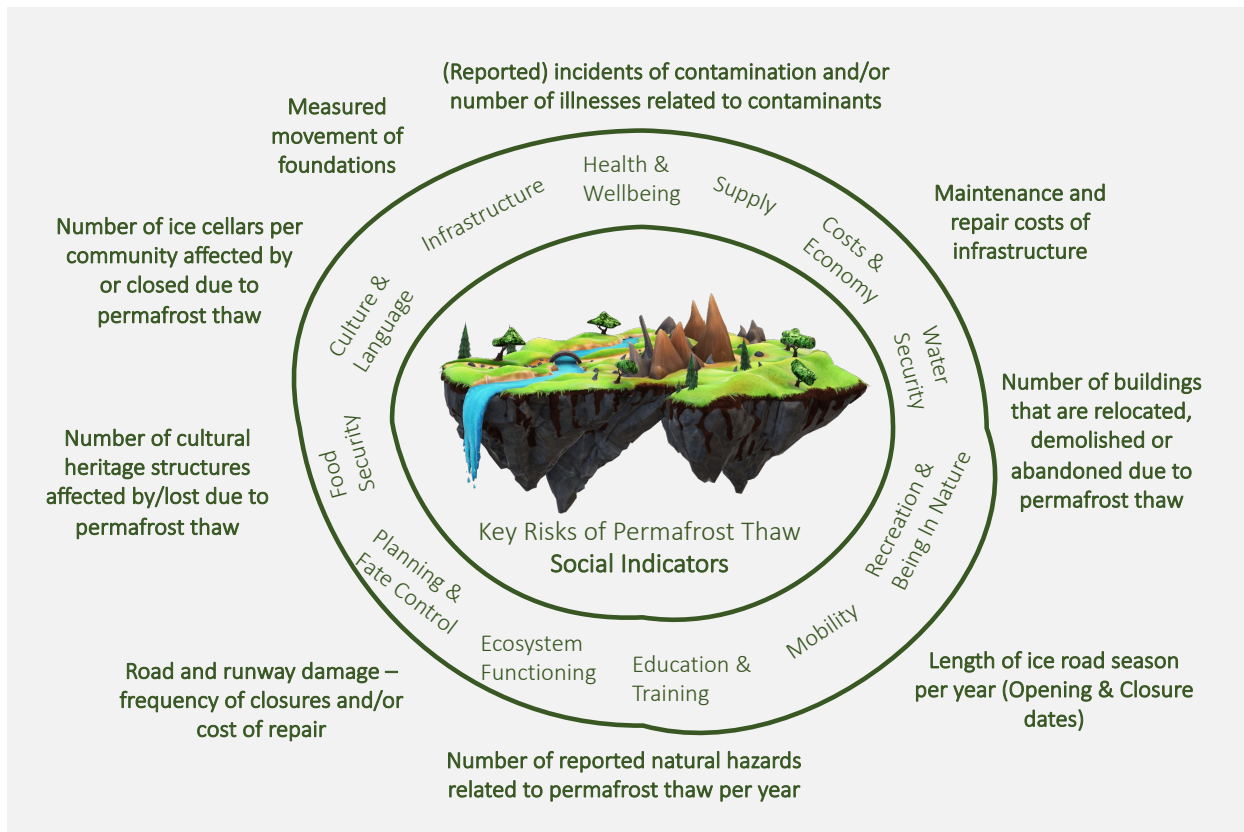 (Reported) incidents of contamination and/or
number of illnesses related to contaminants
Measured
movement of
foundations
Health &
Wellbeing
Supply
Infrastructure
Maintenance and
repair costs of
infrastructure
Costs &
Economy
Number of ice cellars per
community affected by
or closed due to
permafrost thaw
Culture &
Language
Water
Security
Number of buildings
that are relocated,
demolished or
abandoned due to
permafrost thaw
Number of cultural
heritage structures
affected by/lost due to
permafrost thaw
Food
Security
Recreation &
Being In Nature
Key Risks of Permafrost Thaw
Social Indicators
Planning &
Fate Control
Mobility
Ecosystem
Functioning
Education &
Training
Road and runway damage –
frequency of closures and/or
cost of repair
Length of ice road season
per year (Opening & Closure
dates)
Number of reported natural hazards
related to permafrost thaw per year